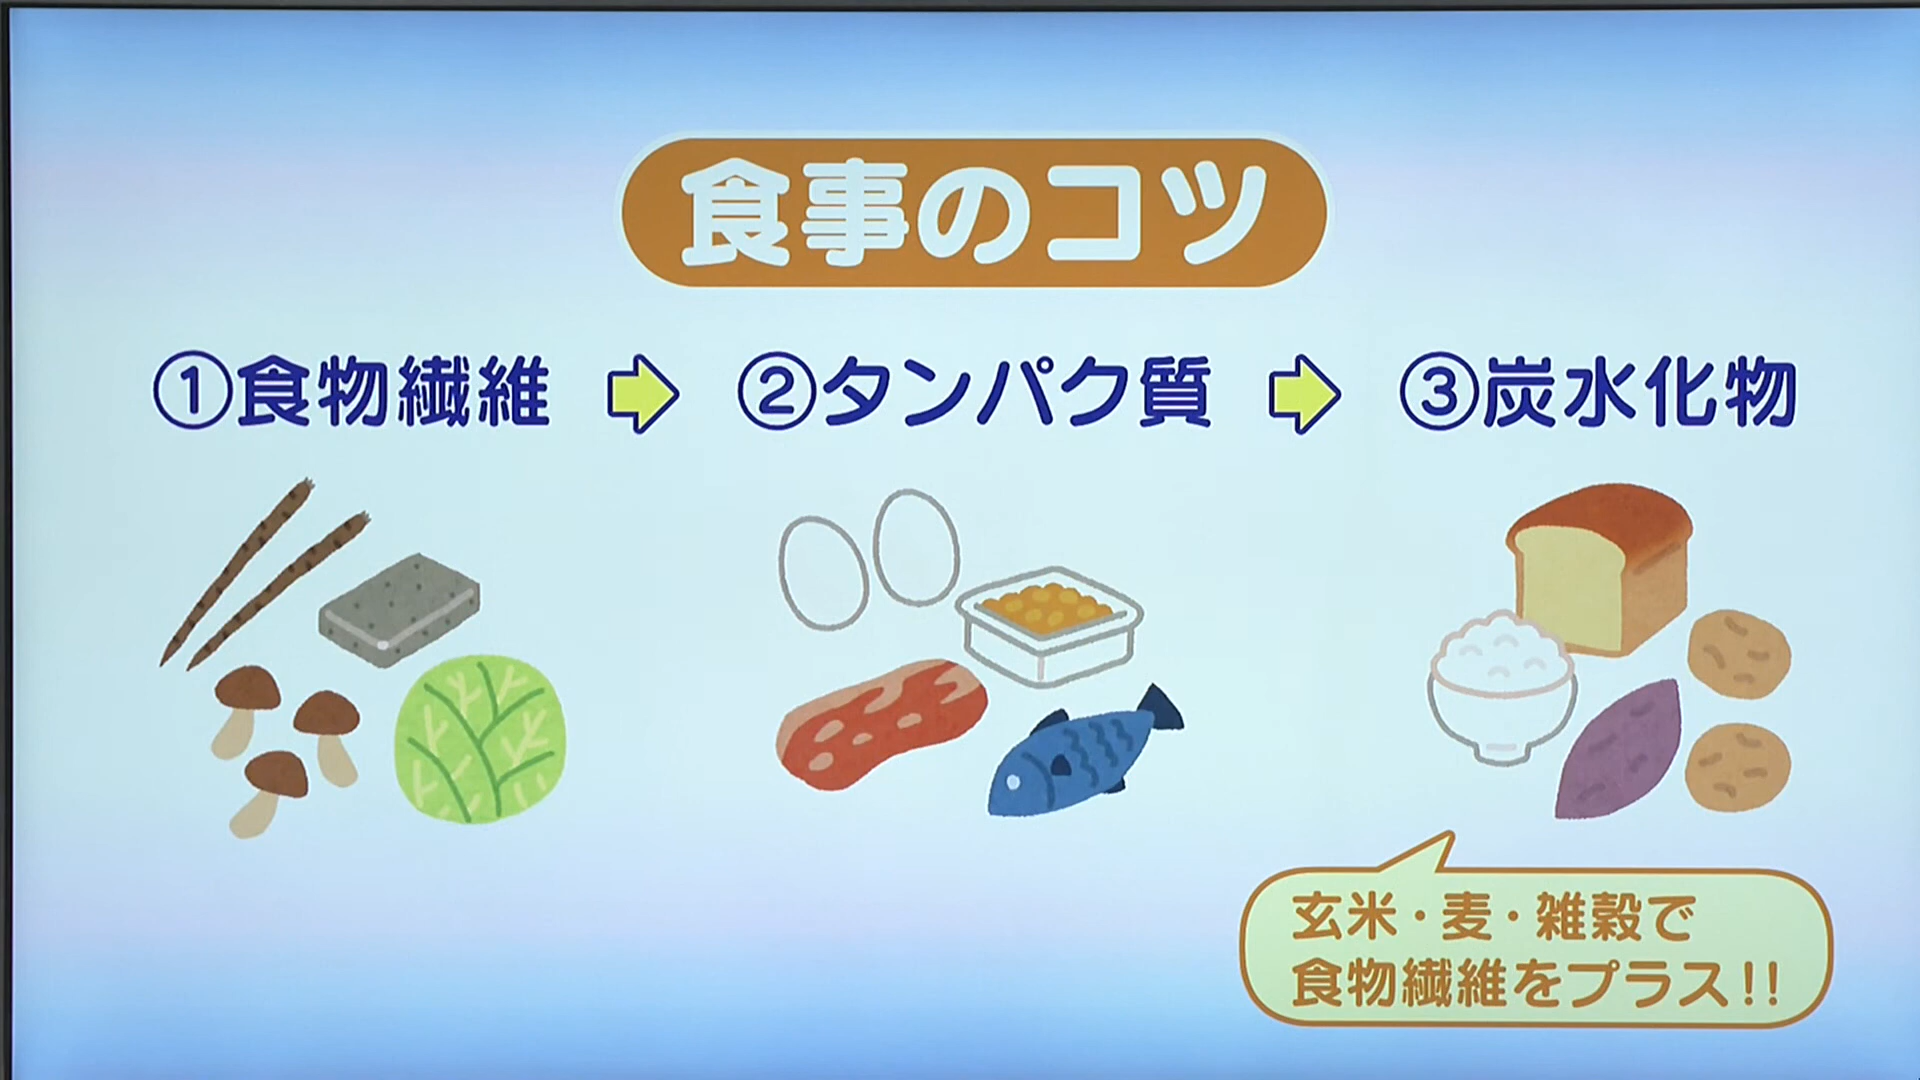 食事のコツ
①食物繊維 ➡ ②タンパク質 ➡ ③炭水化物
玄米・麦・雑穀で
食物繊維をプラス!!